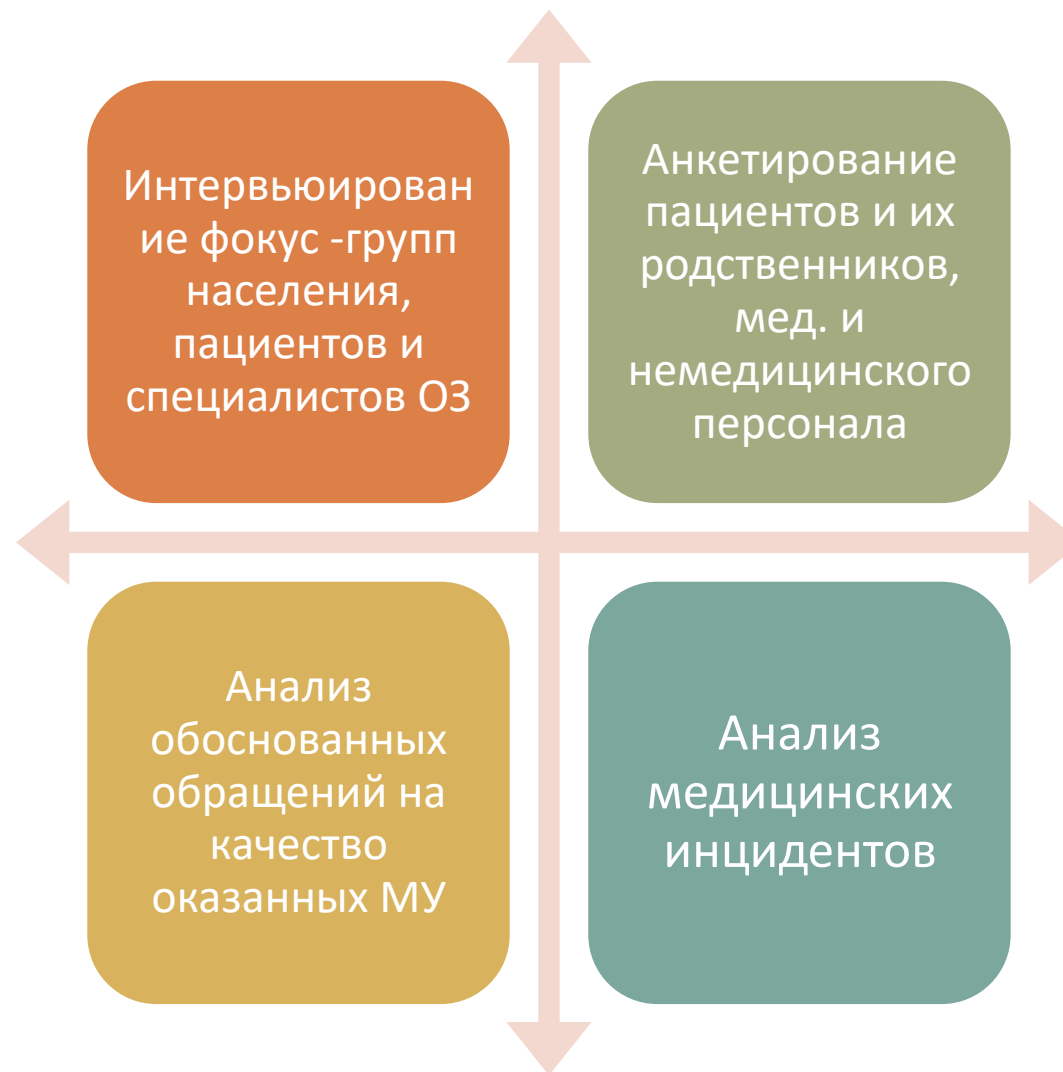 Интервьюирован
ие фокус -групп
населения,
пациентов и
специалистов ОЗ
Анкетирование
пациентов и их
родственников,
мед. и
немедицинского
персонала
Анализ
обоснованных
обращений на
качество
оказанных МУ
Анализ
медицинских
инцидентов